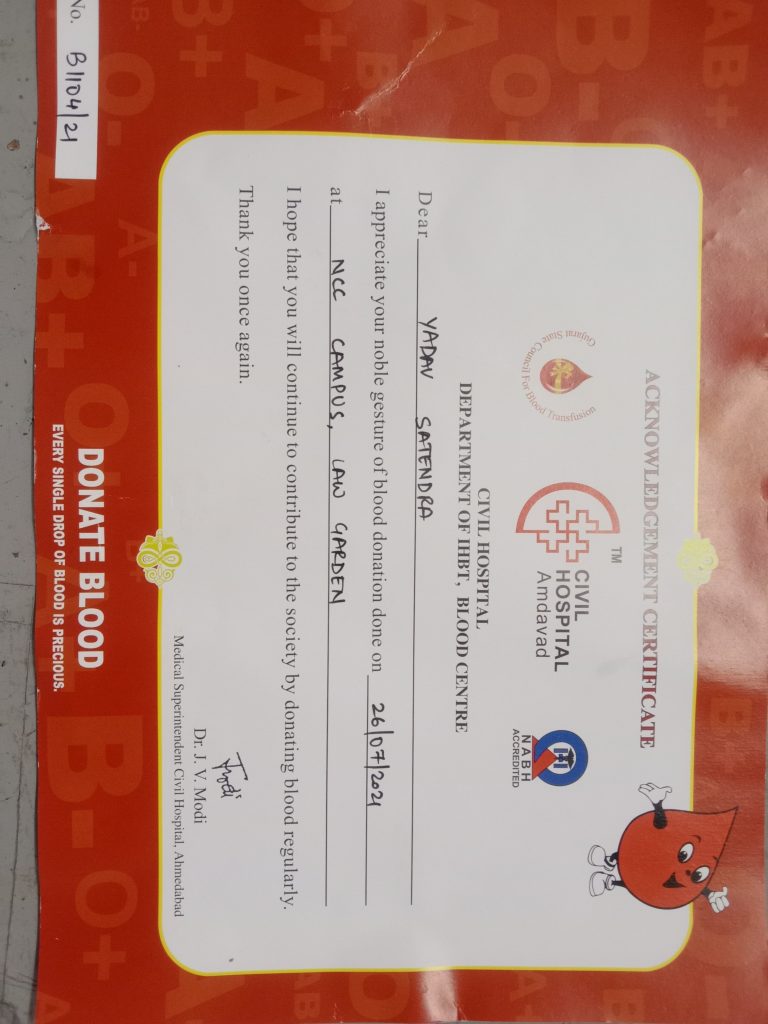 ACKNOWLEDGEMENT CERTIFICATE
Gujarat State Council For Blood Transfusion
TM
CIVIL
HOSPITAL
Amdavad
NABH
ACCREDITED
CIVIL HOSPITAL
DEPARTMENT OF IHBT, BLOOD CENTRE
Dear YADAV SATENDRA
I appreciate your noble gesture of blood donation done on 26/07/2021
at NCC CAMPUS, LAW GARDEN
I hope that you will continue to contribute to the society by donating blood regularly.
Thank you once again.
Dr. J. V. Modi
Medical Superintendent Civil Hospital, Ahmedabad
No. B1104/21
DONATE BLOOD
EVERY SINGLE DROP OF BLOOD IS PRECIOUS.